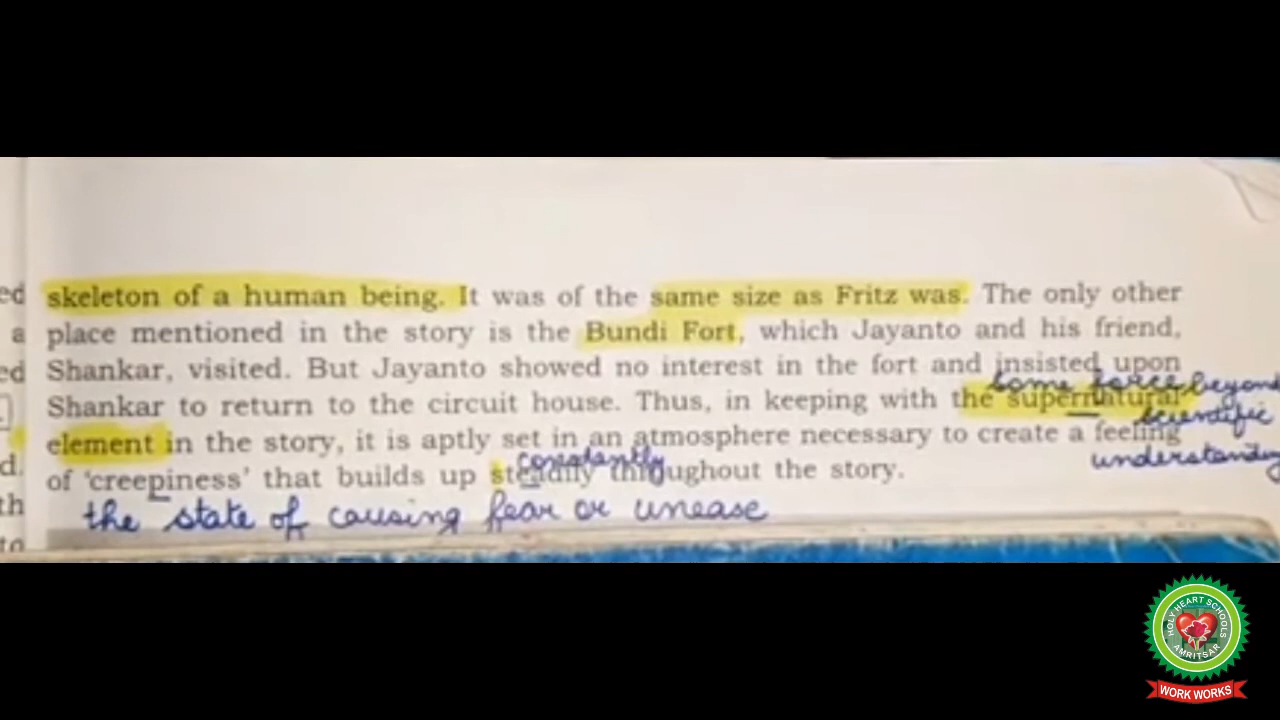 ed skeleton of a human being. It was of the same size as Fritz was. The only other
a place mentioned in the story is the Bundi Fort, which Jayanto and his friend,
ed Shankar, visited. But Jayanto showed no interest in the fort and insisted upon
some force beyond
Shankar to return to the circuit house. Thus, in keeping with the supernatural
scientific
element in the story, it is aptly set in an atmosphere necessary to create a feeling
understanding
constantly
d. of 'creepiness' that builds up steadily throughout the story.
th the state of causing fear or unease
to
HOLY HEART SCHOOLS
AMRITSAR
WORK WORKS